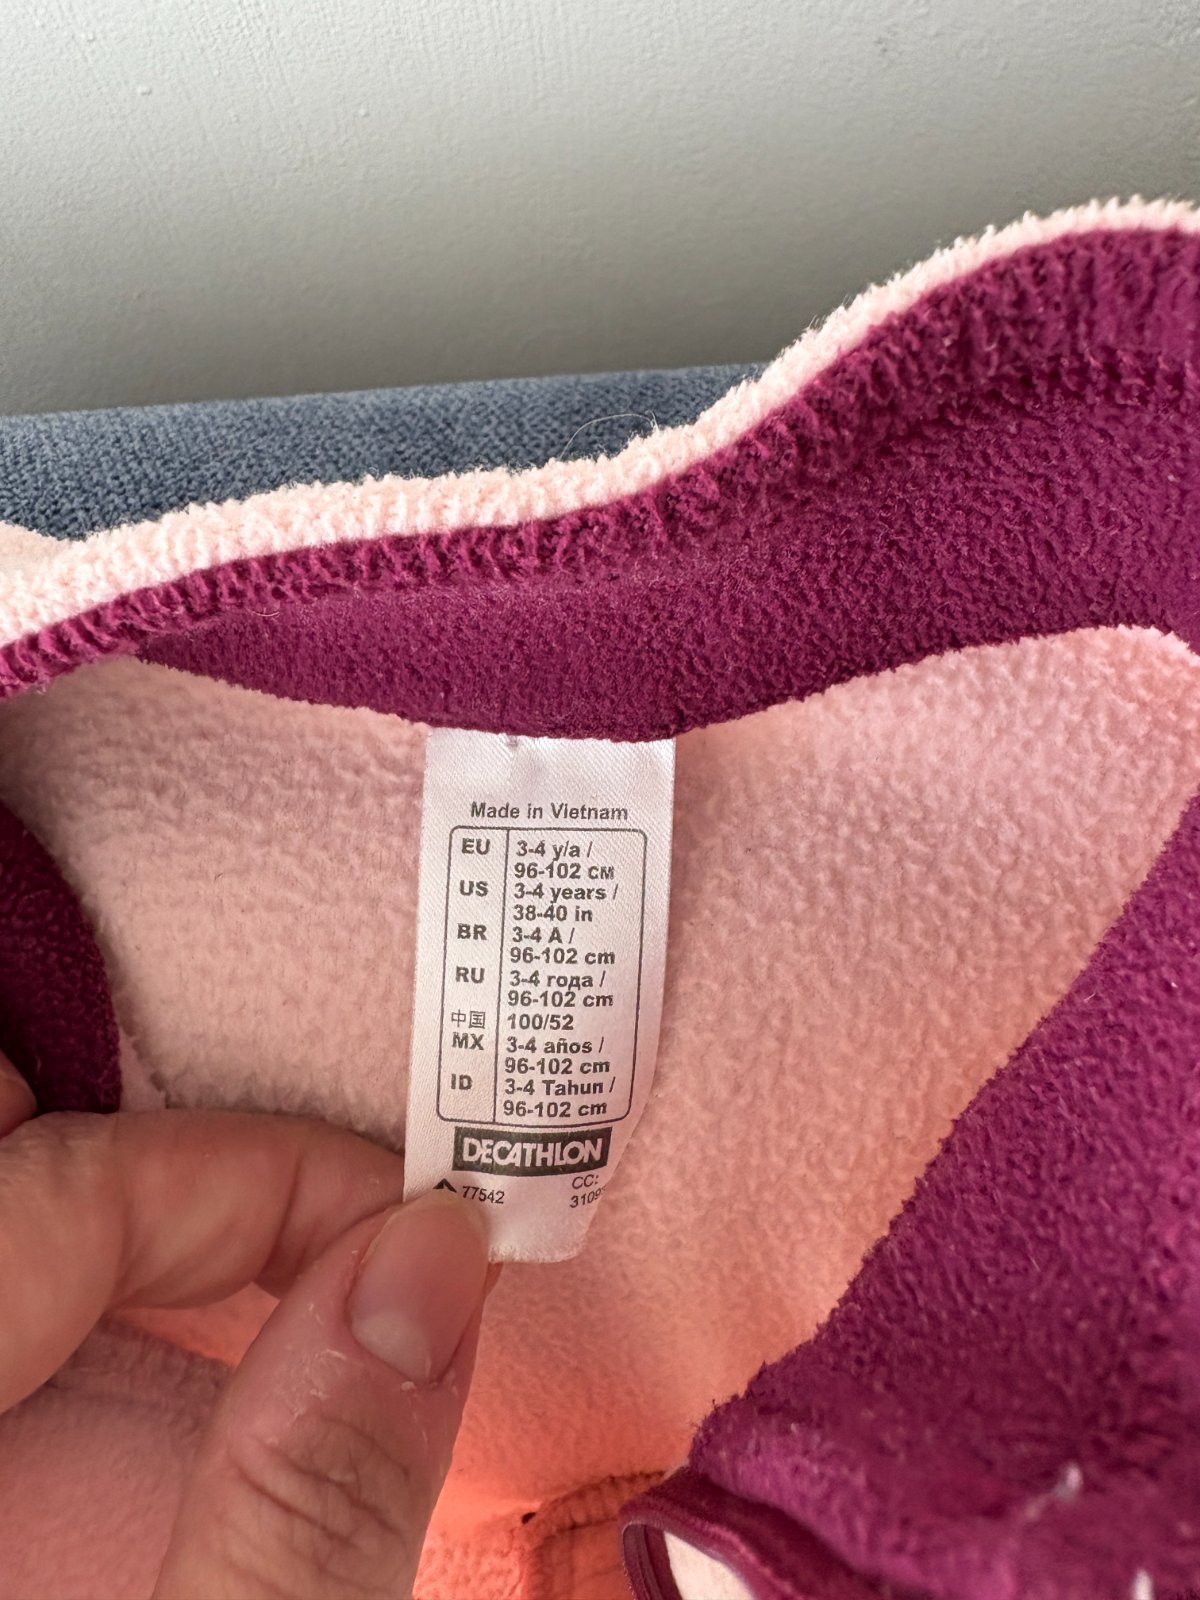 Made in Vietnam
EU 3-4 y/a /
96-102 CM
US 3-4 years /
38-40 in
BR 3-4 A /
96-102 cm
RU 3-4 года /
96-102 cm
中国 100/52
MX 3-4 años /
96-102 cm
ID 3-4 Tahun /
96-102 cm
DECATHLON
77542 CC: